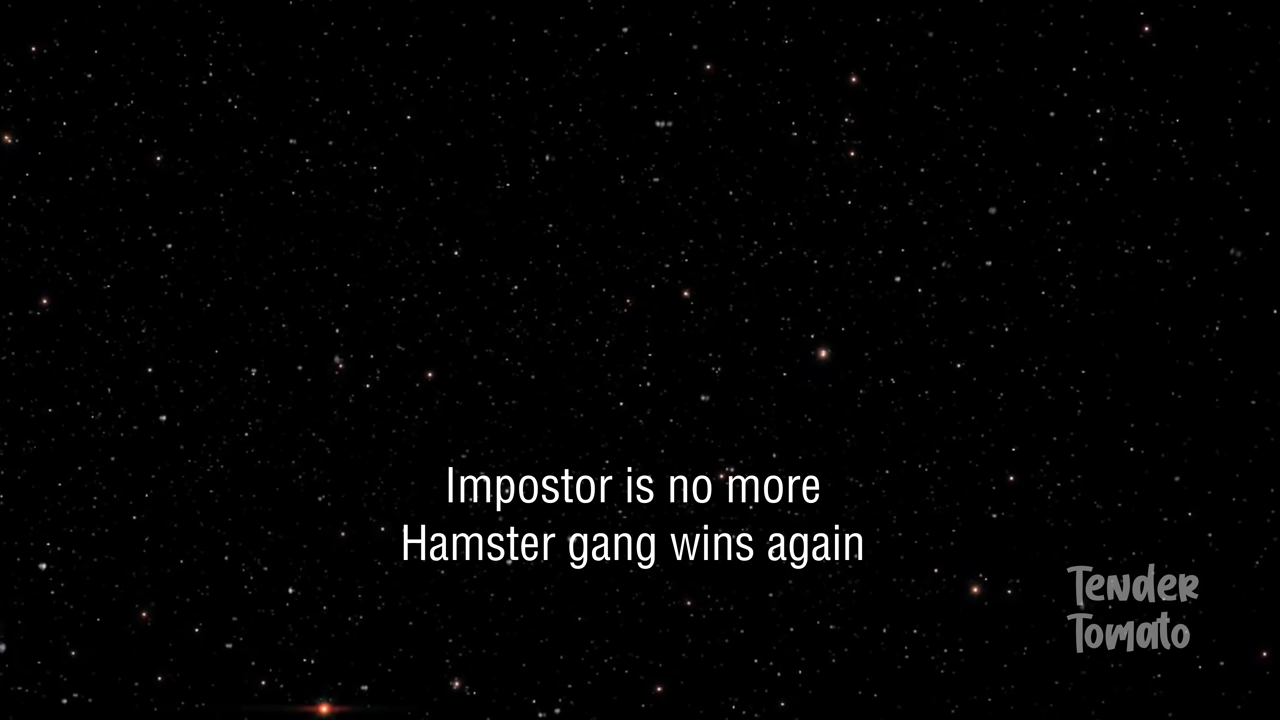 Impostor is no more
Hamster gang wins again
Tender
Tomato